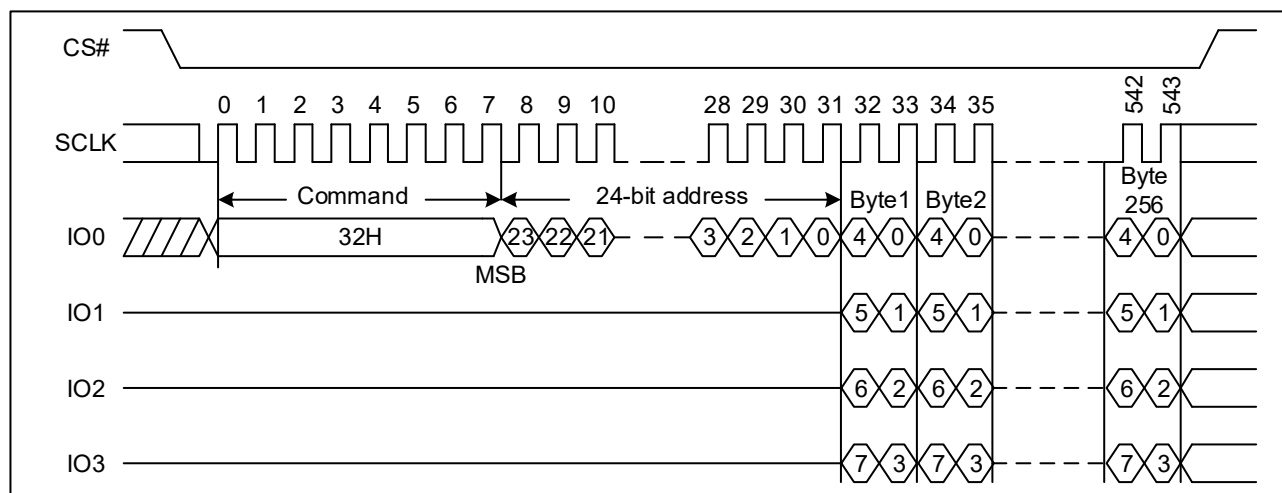 CS#
0 1 2 3 4 5 6 7 8 9 10 28 29 30 31 32 33 34 35 542 543
SCLK
Command 24-bit address Byte1 Byte2 Byte 256
IO0 32H 23 22 21 3 2 1 0 4 0 4 0 4 0
MSB
IO1 5 1 5 1 5 1
IO2 6 2 6 2 6 2
IO3 7 3 7 3 7 3